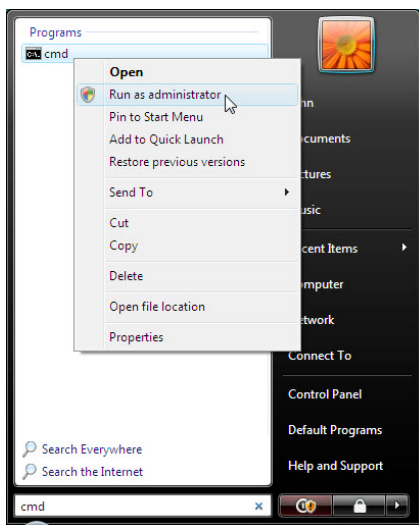 Programs
cmd
Open
Run as administrator
Pin to Start Menu
Add to Quick Launch
Restore previous versions
Send To
Cut
Copy
Delete
Open file location
Properties
Search Everywhere
Search the Internet
cmd
nn
ocuments
ctures
usic
ecent Items
omputer
etwork
Connect To
Control Panel
Default Programs
Help and Support